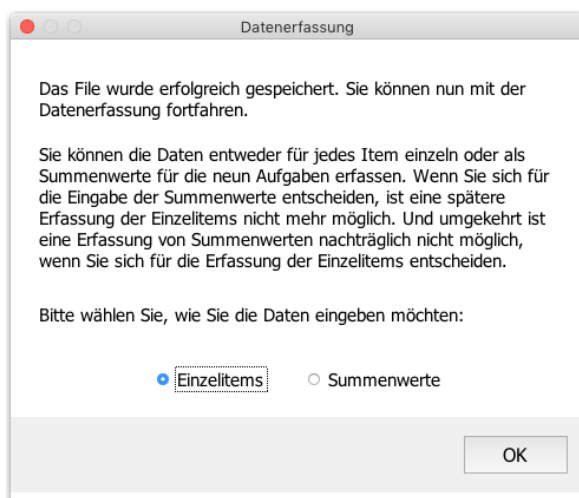 Datenerfassung
Das File wurde erfolgreich gespeichert. Sie können nun mit der
Datenerfassung fortfahren.
Sie können die Daten entweder für jedes Item einzeln oder als
Summenwerte für die neun Aufgaben erfassen. Wenn Sie sich für
die Eingabe der Summenwerte entscheiden, ist eine spätere
Erfassung der Einzelitems nicht mehr möglich. Und umgekehrt ist
eine Erfassung von Summenwerten nachträglich nicht möglich,
wenn Sie sich für die Erfassung der Einzelitems entscheiden.
Bitte wählen Sie, wie Sie die Daten eingeben möchten:
Einzelitems Summenwerte
OK